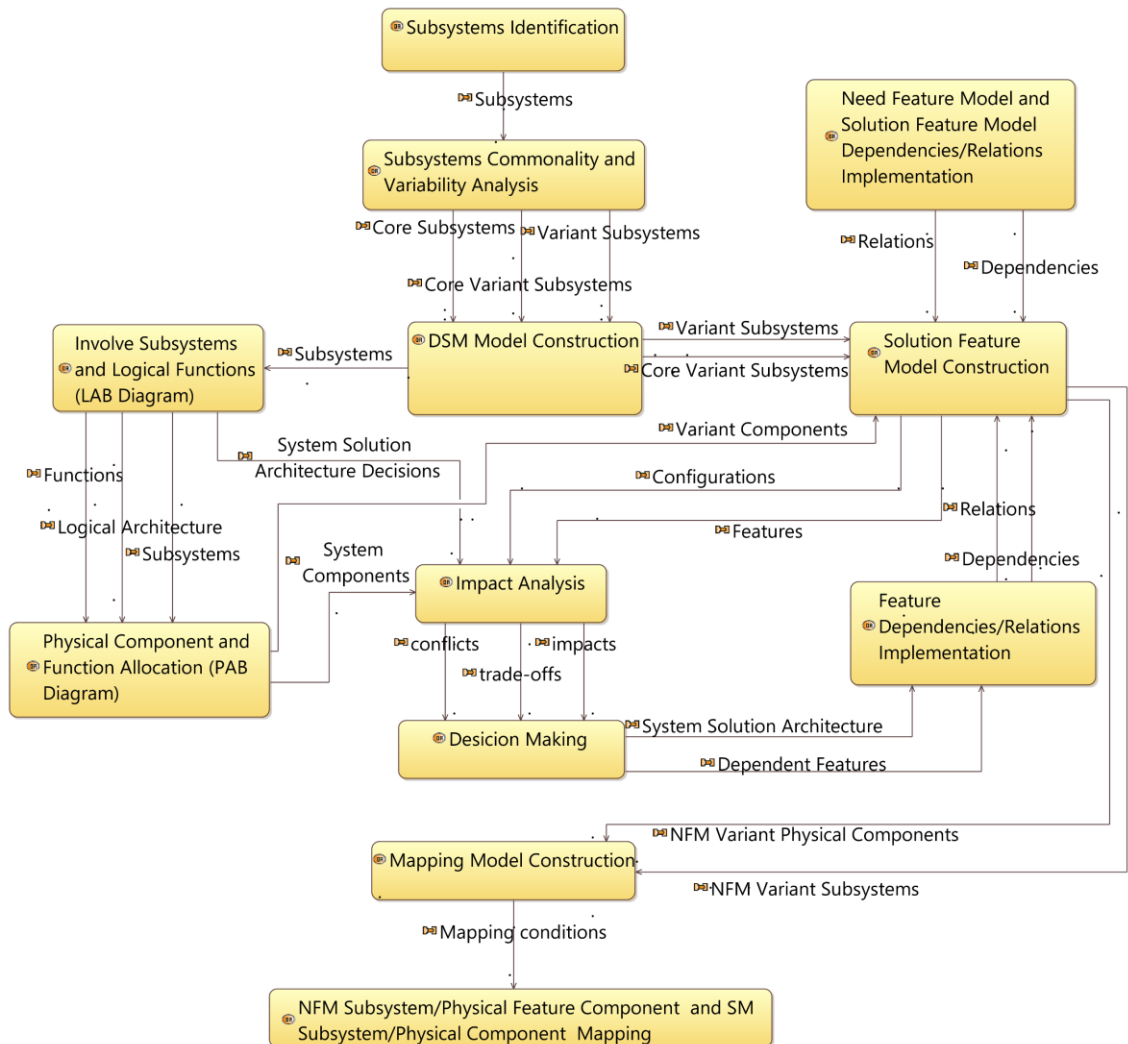 Subsystems Identification
Subsystems
Need Feature Model and
Solution Feature Model
Dependencies/Relations
Implementation
Subsystems Commonality and
Variability Analysis
Core Subsystems
Variant Subsystems
Relations
Dependencies
Core Variant Subsystems
Involve Subsystems
and Logical Functions
(LAB Diagram)
Subsystems
DSM Model Construction
Variant Subsystems
Core Variant Subsystems
Solution Feature
Model Construction
System Solution
Architecture Decisions
Variant Components
Functions
Configurations
Logical Architecture
Subsystems
Relations
Features
System
Components
Dependencies
Impact Analysis
Feature
Dependencies/Relations
Implementation
Physical Component and
Function Allocation (PAB
Diagram)
conflicts
impacts
trade-offs
Desicion Making
System Solution Architecture
Dependent Features
NFM Variant Physical Components
Mapping Model Construction
NFM Variant Subsystems
Mapping conditions
NFM Subsystem/Physical Feature Component and SM
Subsystem/Physical Component Mapping